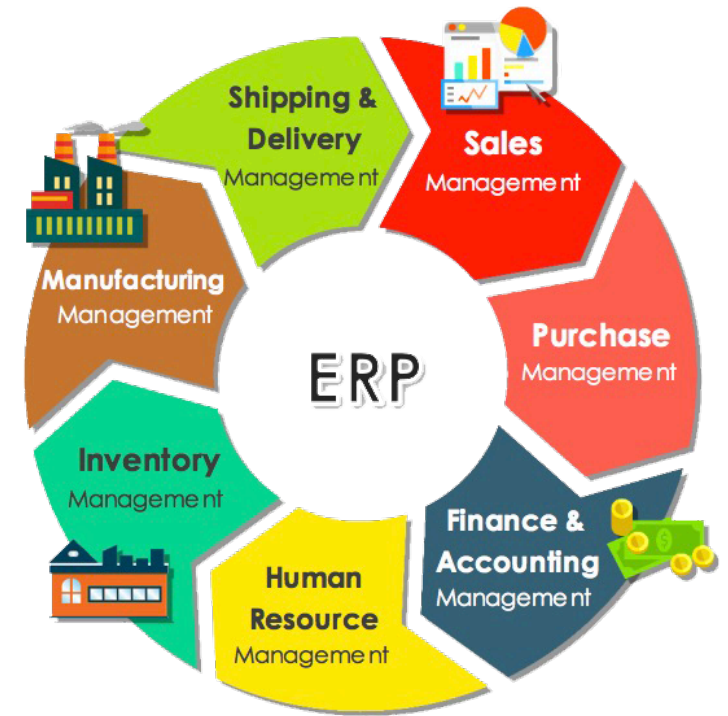 Shipping &
Delivery
Management
Sales
Management
Purchase
Management
Finance &
Accounting
Management
Human
Resource
Management
Inventory
Management
Manufacturing
Management
ERP
$